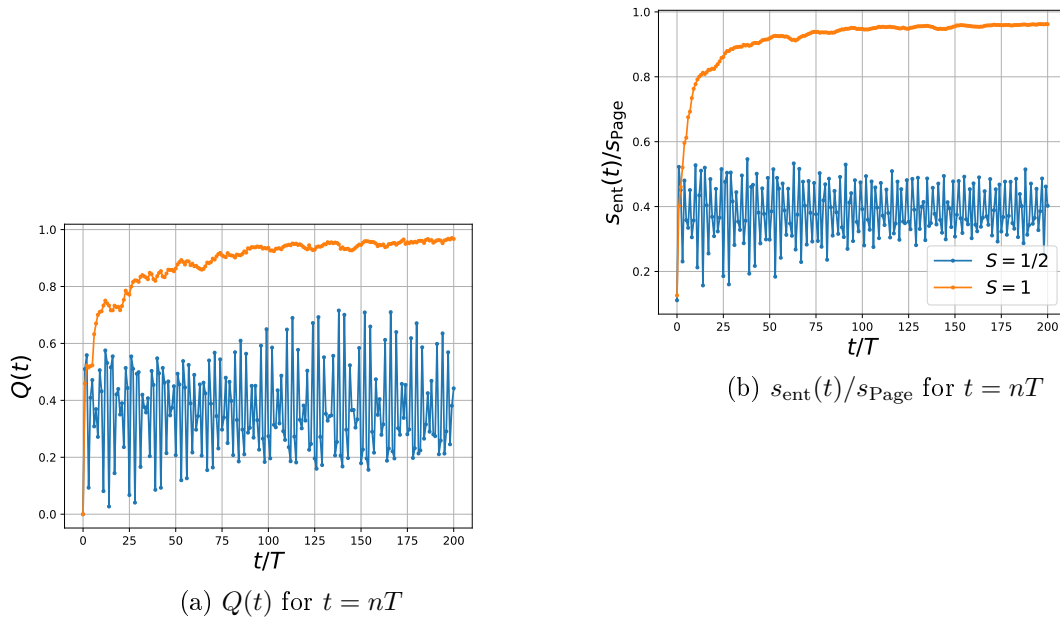 1.0
0.8
0.6
0.4
0.2
0.0
Q(t)
0 25 50 75 100 125 150 175 200
t/T
(a) Q(t) for t = nT
1.0
0.8
0.6
0.4
0.2
s_ent(t)/s_Page
S = 1/2
S = 1
0 25 50 75 100 125 150 175 200
t/T
(b) s_ent(t)/s_Page for t = nT